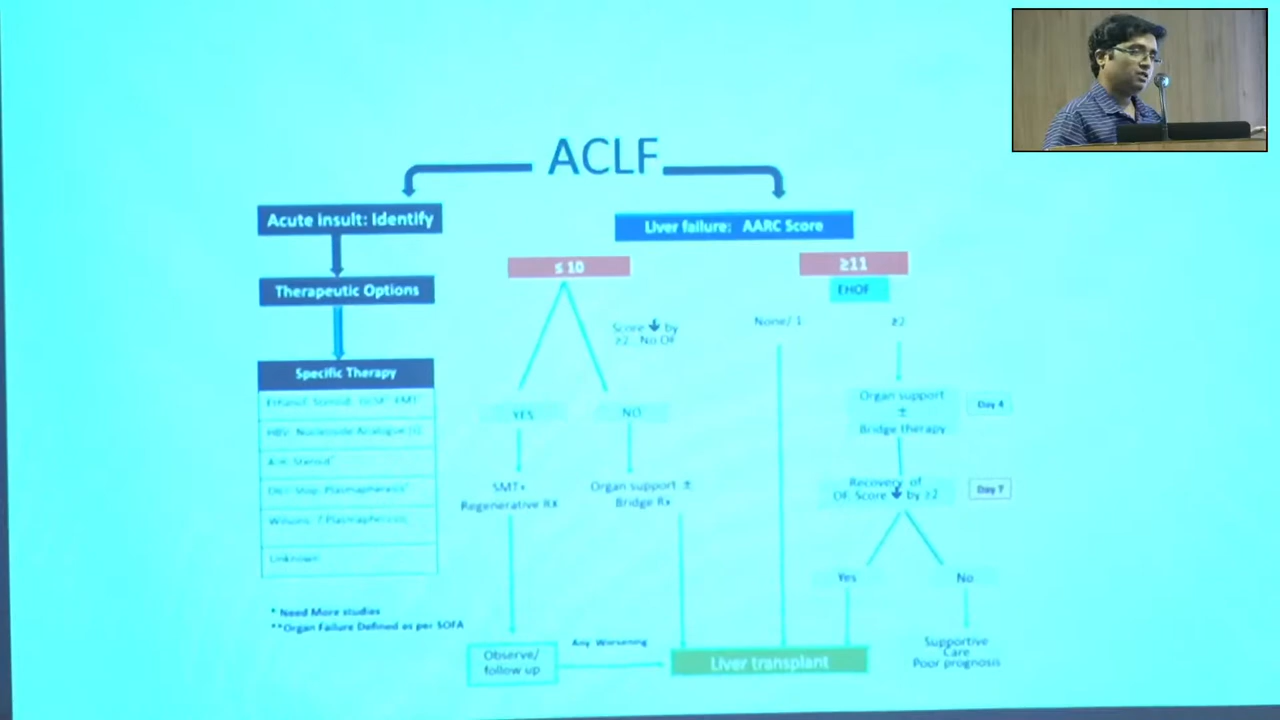 ACLF
Acute Insult: Identify
Therapeutic Options
Specific Therapy
HBV: Nucleoside Analogue
Steroid
Plasmapheresis
Wilsons: ? Plasmapheresis
Unknown
* Need More studies
**Organ Failure Defined as per SOFA
Liver failure: AARC Score
≤ 10
Score ↓ by
≥2, No OF
YES
NO
SMT+
Regenerative RX
Organ support ±
Bridge Rx
Observe/
follow up
Any Worsening
≥11
EHOF
None/ 1
≥2
Organ support
±
Bridge therapy
Day 4
Recovery of
OF: Score ↓ by ≥2
Day 7
Yes
No
Liver transplant
Supportive
Care
Poor prognosis